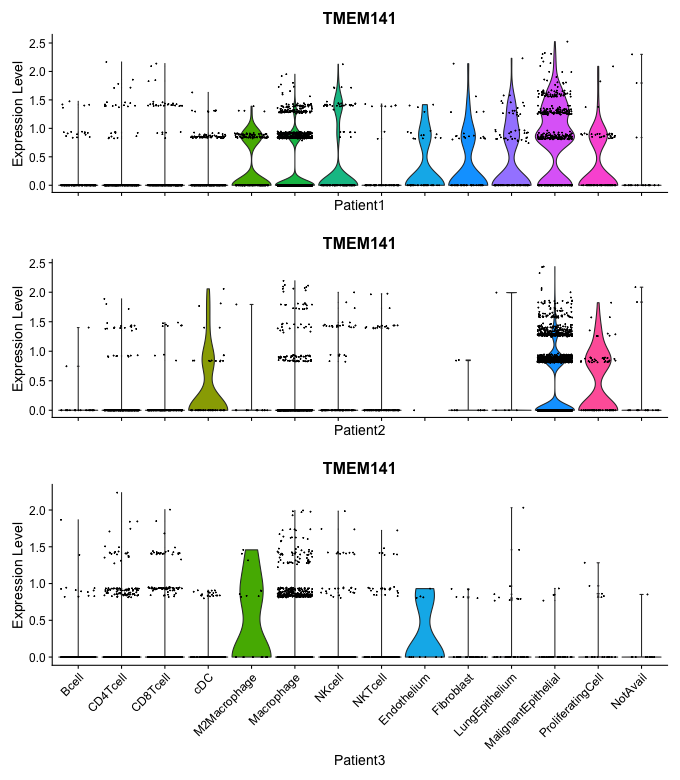 TMEM141
Expression Level
2.5
2.0
1.5
1.0
0.5
0.0
Patient1
TMEM141
Expression Level
2.5
2.0
1.5
1.0
0.5
0.0
Patient2
TMEM141
Expression Level
2.0
1.5
1.0
0.5
0.0
Bcell
CD4Tcell
CD8Tcell
cDC
M2Macrophage
Macrophage
NKcell
NKTcell
Endothelium
Fibroblast
LungEpithelium
MalignantEpithelial
ProliferatingCell
NotAvail
Patient3